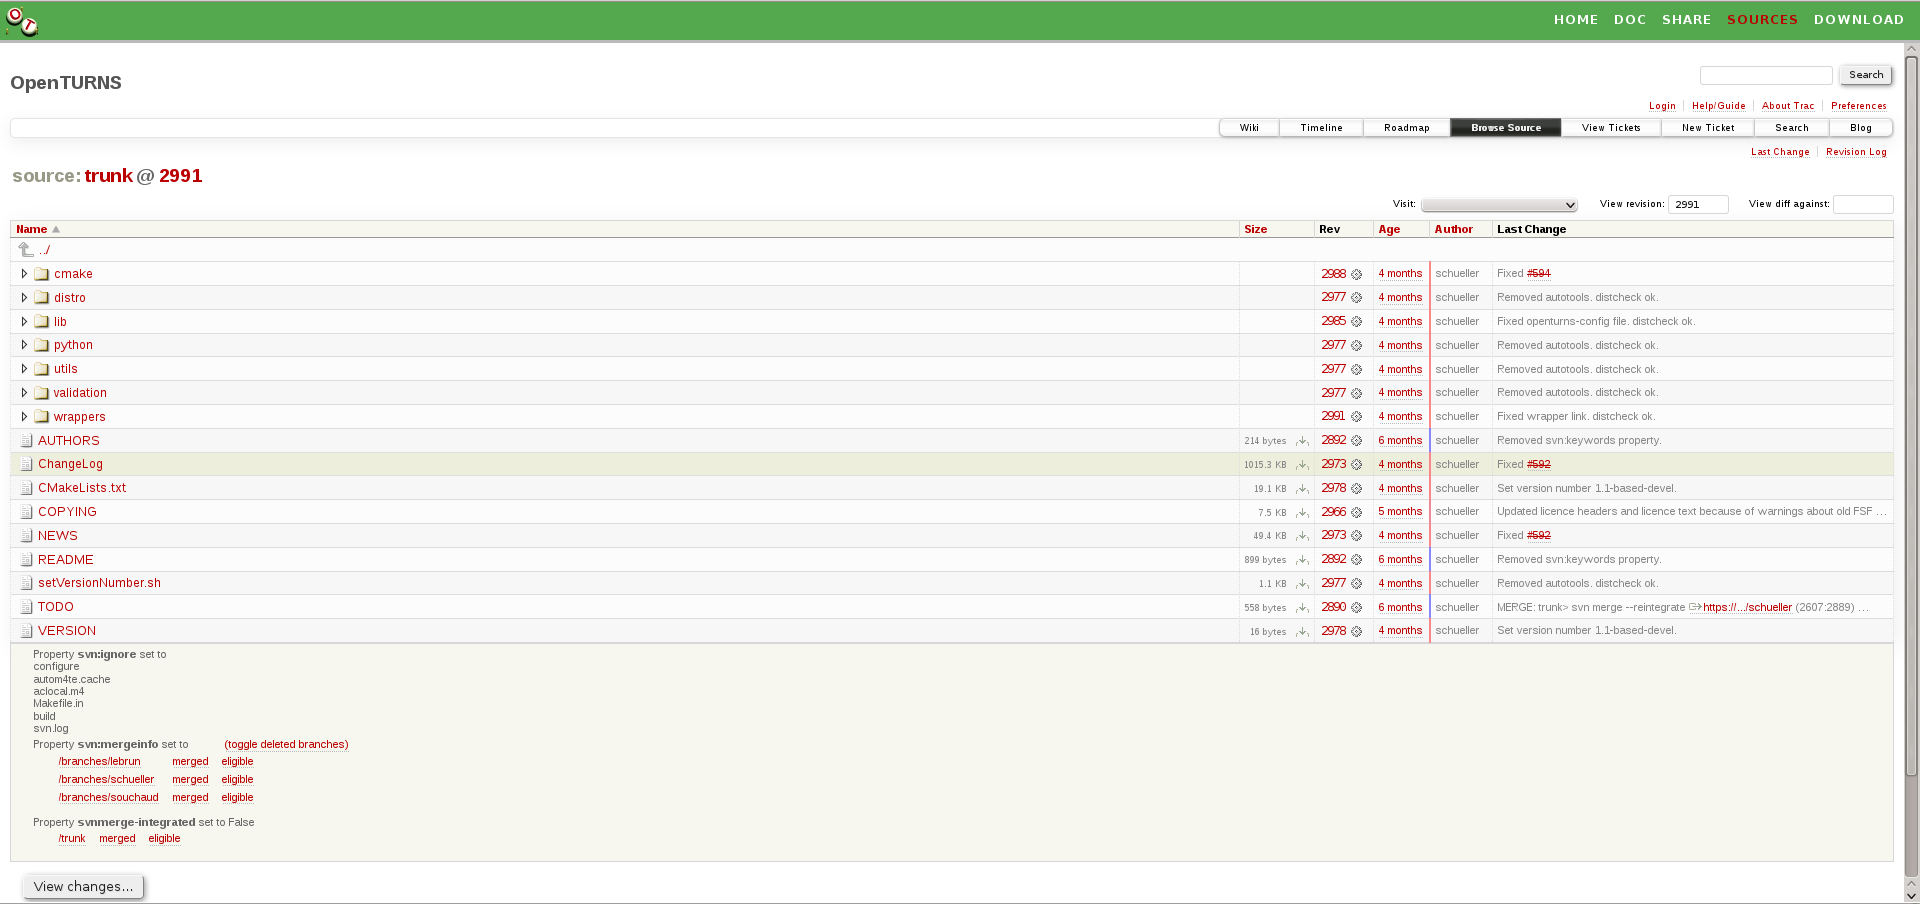 OT
HOME DOC SHARE SOURCES DOWNLOAD
OpenTURNS
Search
Login Help/Guide About Trac Preferences
Wiki Timeline Roadmap Browse Source View Tickets New Ticket Search Blog
Last Change Revision Log
source: trunk @ 2991
Visit: View revision: 2991 View diff against:
Name Size Rev Age Author Last Change
../
cmake 2988 4 months schueller Fixed #594
distro 2977 4 months schueller Removed autotools. distcheck ok.
lib 2985 4 months schueller Fixed openturns-config file. distcheck ok.
python 2977 4 months schueller Removed autotools. distcheck ok.
utils 2977 4 months schueller Removed autotools. distcheck ok.
validation 2977 4 months schueller Removed autotools. distcheck ok.
wrappers 2991 4 months schueller Fixed wrapper link. distcheck ok.
AUTHORS 214 bytes 2892 6 months schueller Removed svn:keywords property.
ChangeLog 1015.3 KB 2973 4 months schueller Fixed #592
CMakeLists.txt 19.1 KB 2978 4 months schueller Set version number 1.1-based-devel.
COPYING 7.5 KB 2966 5 months schueller Updated licence headers and licence text because of warnings about old FSF …
NEWS 49.4 KB 2973 4 months schueller Fixed #592
README 899 bytes 2892 6 months schueller Removed svn:keywords property.
setVersionNumber.sh 1.1 KB 2977 4 months schueller Removed autotools. distcheck ok.
TODO 558 bytes 2890 6 months schueller MERGE: trunk> svn merge --reintegrate https://.../schueller (2607:2889) …
VERSION 16 bytes 2978 4 months schueller Set version number 1.1-based-devel.
Property svn:ignore set to
configure
autom4te.cache
aclocal.m4
Makefile.in
build
svn.log
Property svn:mergeinfo set to (toggle deleted branches)
/branches/lebrun merged eligible
/branches/schueller merged eligible
/branches/souchaud merged eligible
Property svnmerge-integrated set to False
/trunk merged eligible
View changes...